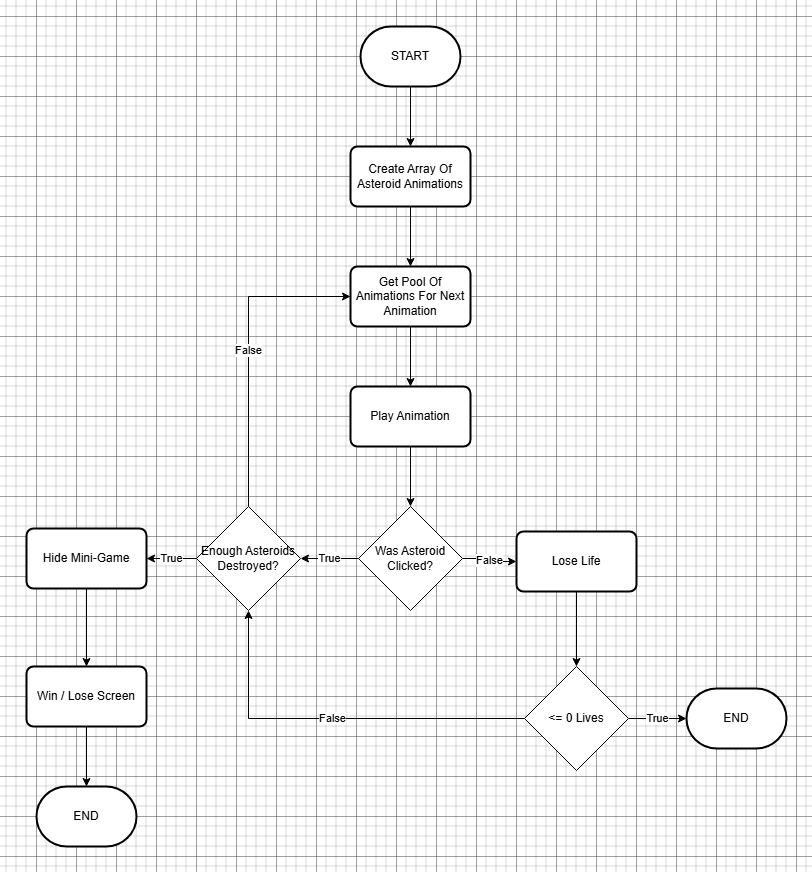 START
Create Array Of
Asteroid Animations
Get Pool Of
Animations For Next
Animation
False
Play Animation
Hide Mini-Game
True
Enough Asteroids
Destroyed?
True
Was Asteroid
Clicked?
False
Lose Life
Win / Lose Screen
False
<= 0 Lives
True
END
END